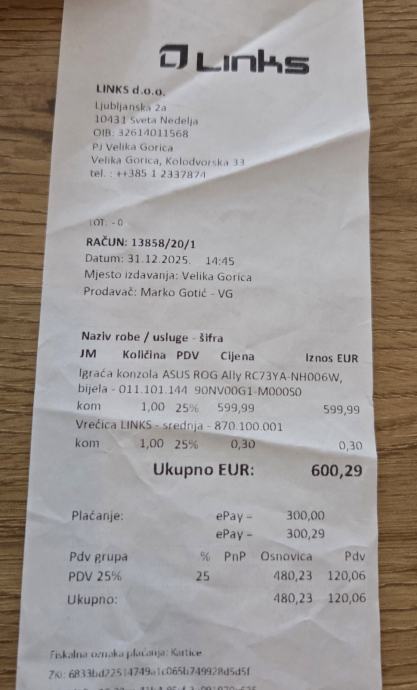 Links
LINKS d.o.o.
Ljubljanska 2a
10431 Sveta Nedelja
OIB: 32614011568
PJ Velika Gorica
Velika Gorica, Kolodvorska 33
tel. : ++385 1 2337874
TOT: - 0
RAČUN: 13858/20/1
Datum: 31.12.2025. 14:45
Mjesto izdavanja: Velika Gorica
Prodavač: Marko Gotić - VG
Naziv robe / usluge - šifra
JM Količina PDV Cijena Iznos EUR
Igraća konzola ASUS ROG Ally RC73YA-NH006W,
bijela - 011.101.144 90NV00G1-M000S0
kom 1,00 25% 599,99 599,99
Vrećica LINKS - srednja - 870.100.001
kom 1,00 25% 0,30 0,30
Ukupno EUR: 600,29
Plaćanje: ePay - 300,00
ePay - 300,29
Pdv grupa % PnP Osnovica Pdv
PDV 25% 25 480,23 120,06
Ukupno: 480,23 120,06
Fiskalna oznaka plaćanja: Kartice